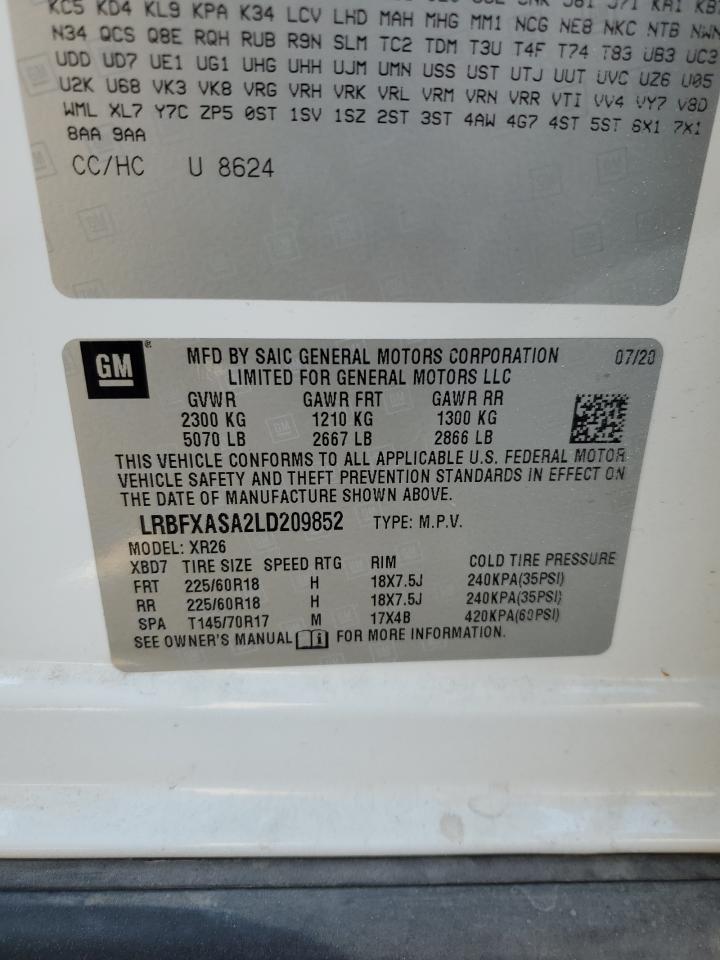 KC5 KD4 KL9 KPA K34 LCV LHD MAH MHG MM1 NCG NE8 NKC NTB NWN
N34 QCS Q8E RQH RUB R9N SLM TC2 TDM T3U T4F T74 T83 UB3 UC3
UDD UD7 UE1 UG1 UHG UHH UJM UMN USS UST UTJ UUT UVC UZ6 U05
U2K U68 VK3 VK8 VRG VRH VRK VRL VRM VRN VRR VTI VV4 VY7 V8D
WML XL7 Y7C ZP5 0ST 1SV 1SZ 2ST 3ST 4AW 4G7 4ST 5ST 6X1 7X1
8AA 9AA
CC/HC U 8624
GM
MFD BY SAIC GENERAL MOTORS CORPORATION 07/20
LIMITED FOR GENERAL MOTORS LLC
GVWR GAWR FRT GAWR RR
2300 KG 1210 KG 1300 KG
5070 LB 2667 LB 2866 LB
THIS VEHICLE CONFORMS TO ALL APPLICABLE U.S. FEDERAL MOTOR
VEHICLE SAFETY AND THEFT PREVENTION STANDARDS IN EFFECT ON
THE DATE OF MANUFACTURE SHOWN ABOVE.
LRBFXASA2LD209852 TYPE: M.P.V.
MODEL: XR26
XBD7 TIRE SIZE SPEED RTG RIM COLD TIRE PRESSURE
FRT 225/60R18 H 18X7.5J 240KPA(35PSI)
RR 225/60R18 H 18X7.5J 240KPA(35PSI)
SPA T145/70R17 M 17X4B 420KPA(60PSI)
SEE OWNER'S MANUAL FOR MORE INFORMATION.